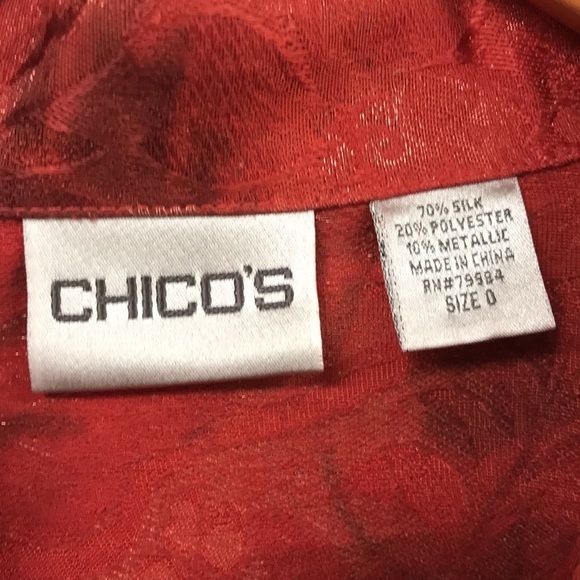 CHICO'S
70% SILK
20% POLYESTER
10% METALLIC
MADE IN CHINA
RN#79984
SIZE 0